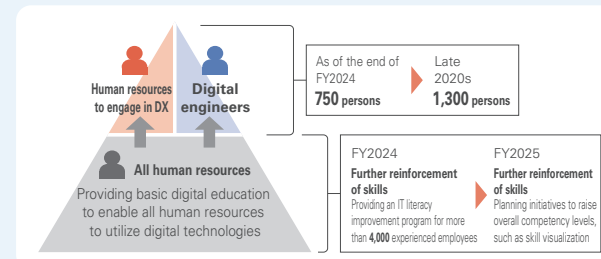 Human resources
to engage in DX
Digital
engineers
As of the end of
FY2024
750 persons
Late
2020s
1,300 persons
All human resources
Providing basic digital education
to enable all human resources
to utilize digital technologies
FY2024
Further reinforcement
of skills
Providing an IT literacy
improvement program for more
than 4,000 experienced employees
FY2025
Further reinforcement
of skills
Planning initiatives to raise
overall competency levels,
such as skill visualization